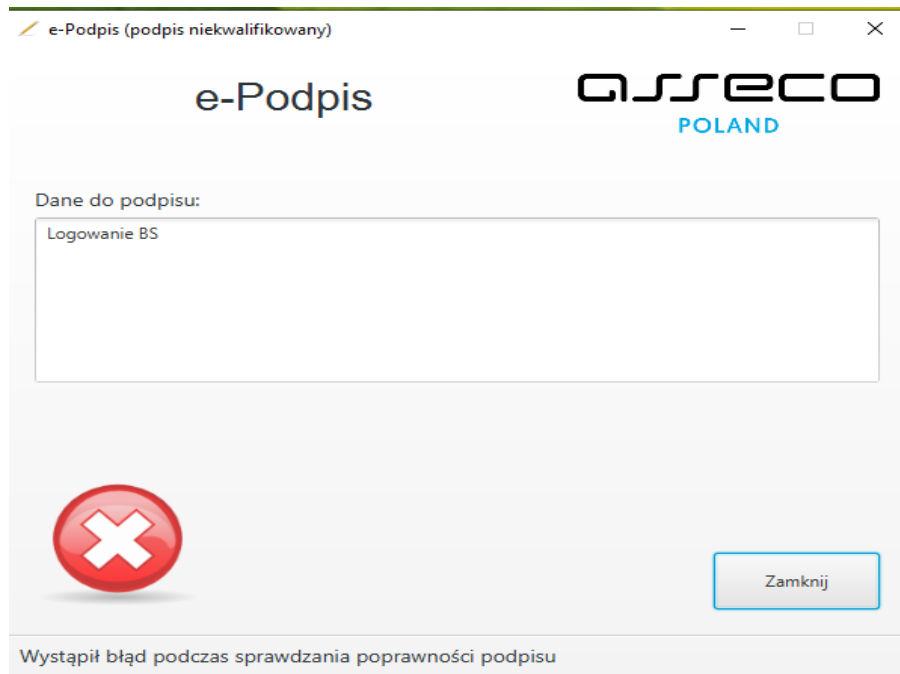 e-Podpis (podpis niekwalifikowany)
e-Podpis
asseco
POLAND
Dane do podpisu:
Logowanie BS
Zamknij
Wystąpił błąd podczas sprawdzania poprawności podpisu